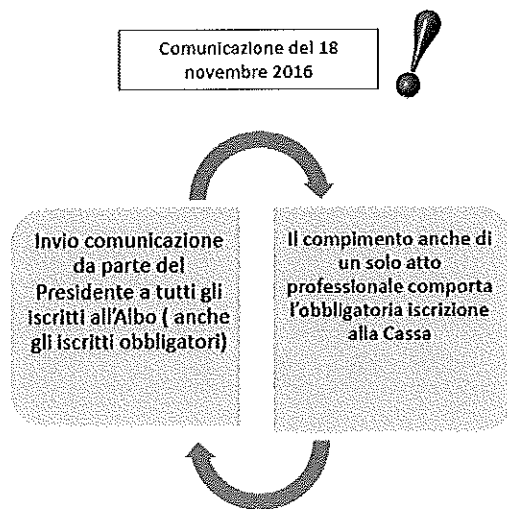 Comunicazione del 18
novembre 2016
Invio comunicazione
da parte del
Presidente a tutti gli
iscritti all'Albo ( anche
gli iscritti obbligatori)
Il compimento anche di
un solo atto
professionale comporta
l'obbligatoria iscrizione
alla Cassa